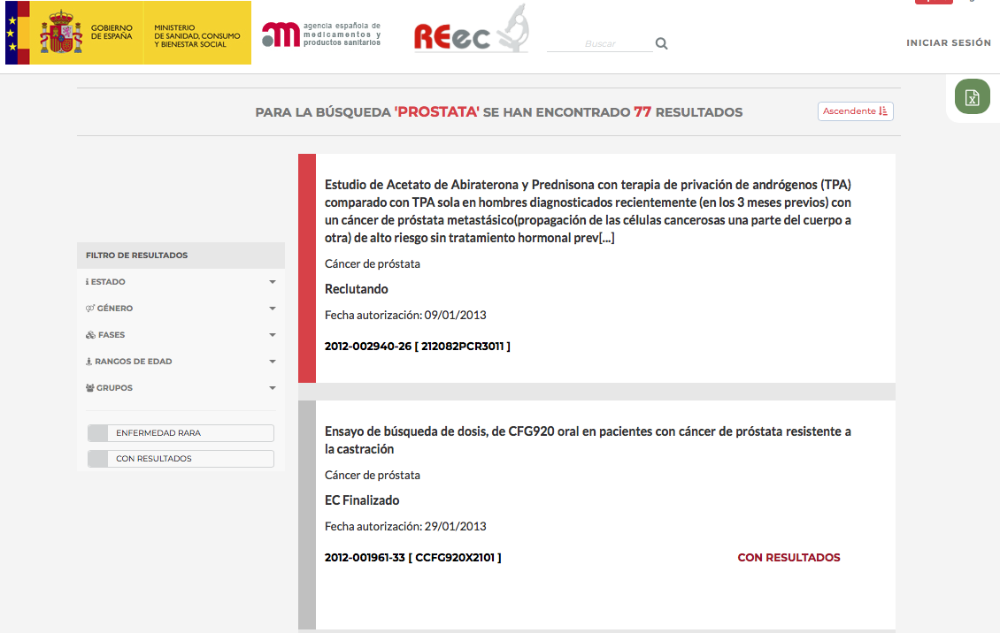 GOBIERNO
DE ESPAÑA
MINISTERIO
DE SANIDAD, CONSUMO
Y BIENESTAR SOCIAL
am
agencia española de
medicamentos y
productos sanitarios
REec
Buscar
INICIAR SESIÓN
PARA LA BÚSQUEDA 'PROSTATA' SE HAN ENCONTRADO 77 RESULTADOS
Ascendente
FILTRO DE RESULTADOS
ESTADO
GÉNERO
FASES
RANGOS DE EDAD
GRUPOS
ENFERMEDAD RARA
CON RESULTADOS
Estudio de Acetato de Abiraterona y Prednisona con terapia de privación de andrógenos (TPA)
comparado con TPA sola en hombres diagnosticados recientemente (en los 3 meses previos) con
un cáncer de próstata metastásico(propagación de las células cancerosas una parte del cuerpo a
otra) de alto riesgo sin tratamiento hormonal prev[...]
Cáncer de próstata
Reclutando
Fecha autorización: 09/01/2013
2012-002940-26 [ 212082PCR3011 ]
Ensayo de búsqueda de dosis, de CFG920 oral en pacientes con cáncer de próstata resistente a
la castración
Cáncer de próstata
EC Finalizado
Fecha autorización: 29/01/2013
2012-001961-33 [ CCFG920X2101 ]
CON RESULTADOS